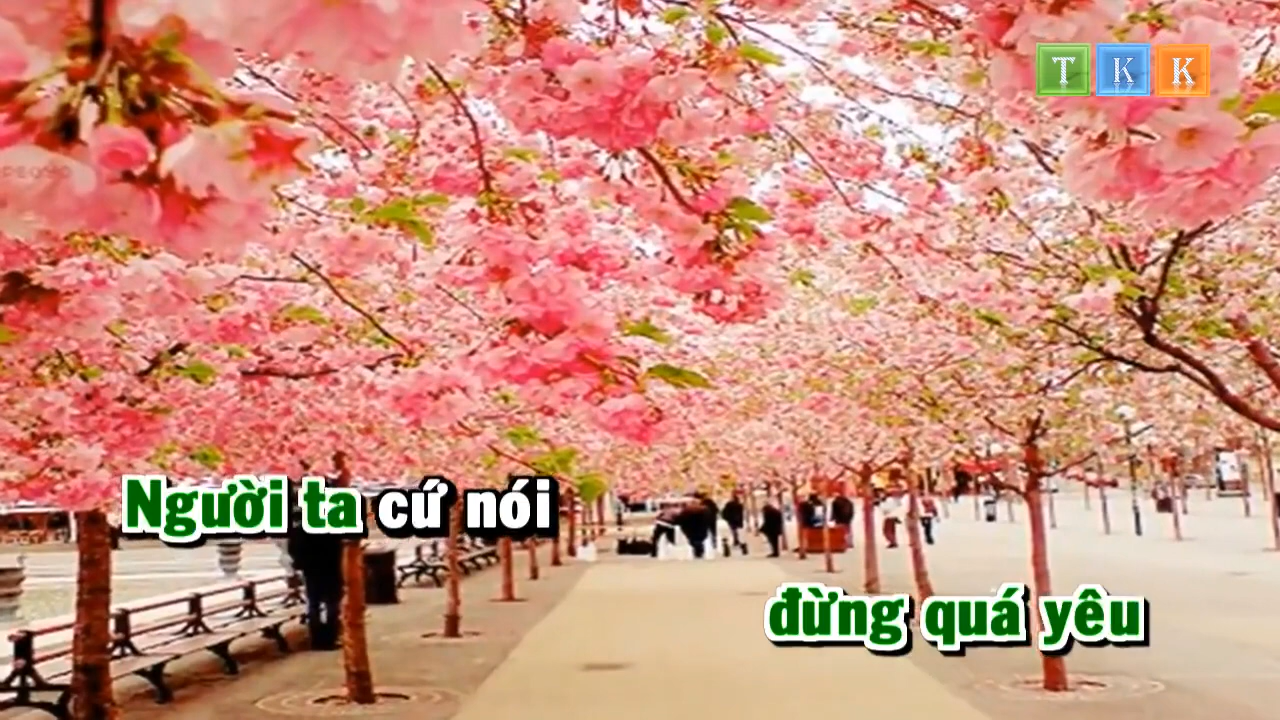 TKK
Người ta cứ nói
đừng quá yêu